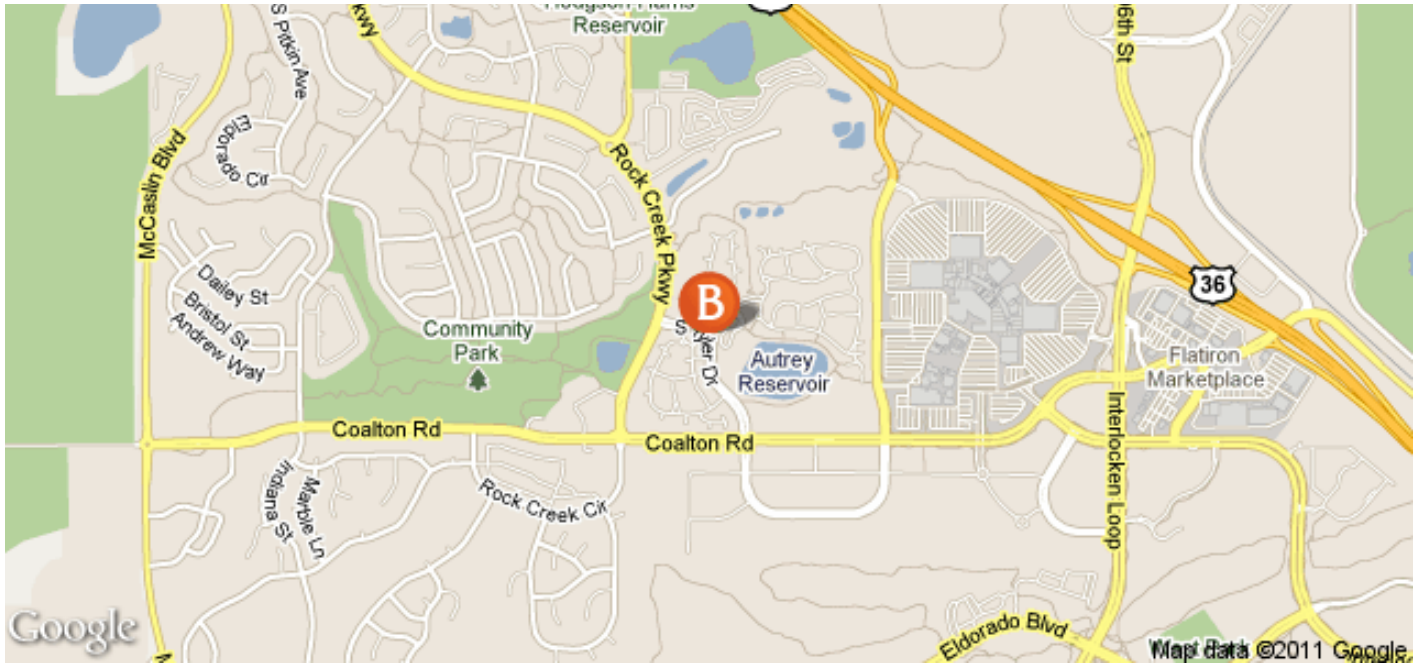 Hodgson Harris
Reservoir
kwy
96th St
S Pitkin Ave
Eldorado Cir
McCaslin Blvd
Rock Creek Pkwy
Dailey St
Bristol St
Andrew Way
Community
Park
B
36
Autrey
Reservoir
Flatiron
Marketplace
Coalton Rd
Coalton Rd
Interlocken Loop
Rock Creek Cir
Indiana St
Marble Ln
Eldorado Blvd
Google
Map data ©2011 Google